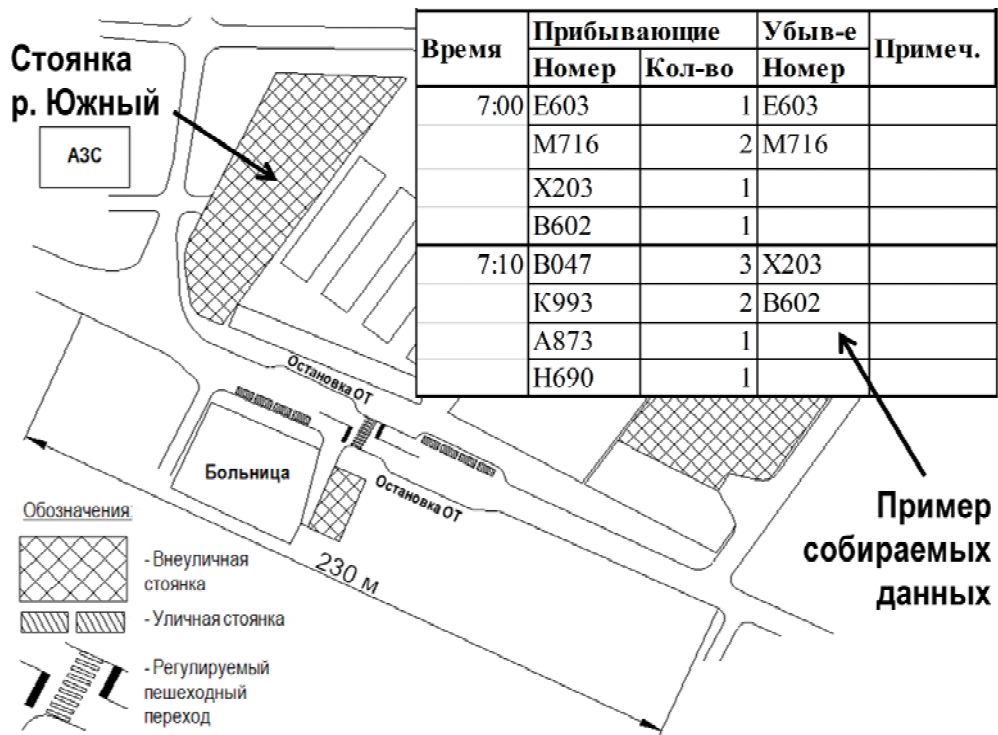 Стоянка
р. Южный
АЗС
Время Прибывающие Убыв-е Примеч.
Номер Кол-во Номер
7:00 Е603 1 Е603
М716 2 М716
Х203 1
В602 1
7:10 В047 3 Х203
К993 2 В602
А873 1
Н690 1
Остановка ОТ
Больница
Остановка ОТ
230 м
Пример
собираемых
данных
Обозначения:
- Внеуличная
стоянка
- Уличная стоянка
- Регулируемый
пешеходный
переход